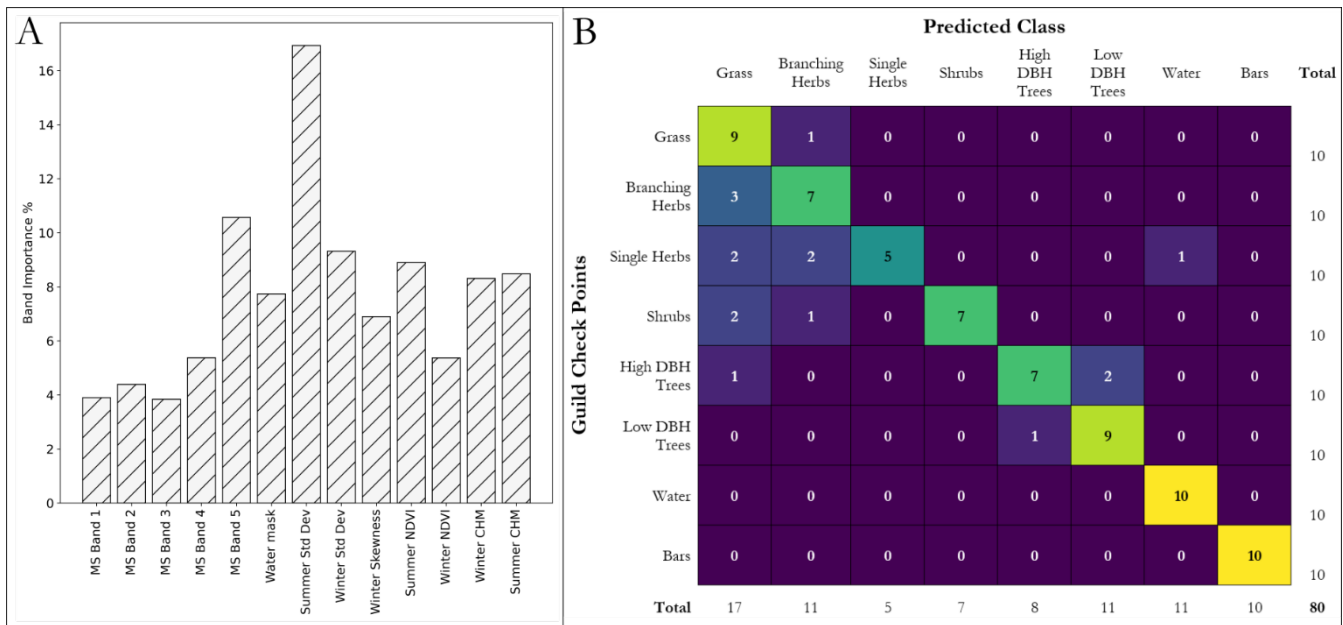 A
Band Importance %
16
14
12
10
8
6
4
2
0
MS Band 1
MS Band 2
MS Band 3
MS Band 4
MS Band 5
Water mask
Summer Std Dev
Winter Std Dev
Winter Skewness
Summer NDVI
Winter NDVI
Winter CHM
Summer CHM
B
Predicted Class
Grass
Branching
Herbs
Single
Herbs
Shrubs
High
DBH
Trees
Low
DBH
Trees
Water
Bars
Total
Guild Check Points
Grass
9 1 0 0 0 0 0 0 10
Branching
Herbs
3 7 0 0 0 0 0 0 10
Single Herbs
2 2 5 0 0 0 1 0 10
Shrubs
2 1 0 7 0 0 0 0 10
High DBH
Trees
1 0 0 0 7 2 0 0 10
Low DBH
Trees
0 0 0 0 1 9 0 0 10
Water
0 0 0 0 0 0 10 0 10
Bars
0 0 0 0 0 0 0 10 10
Total 17 11 5 7 8 11 11 10 80